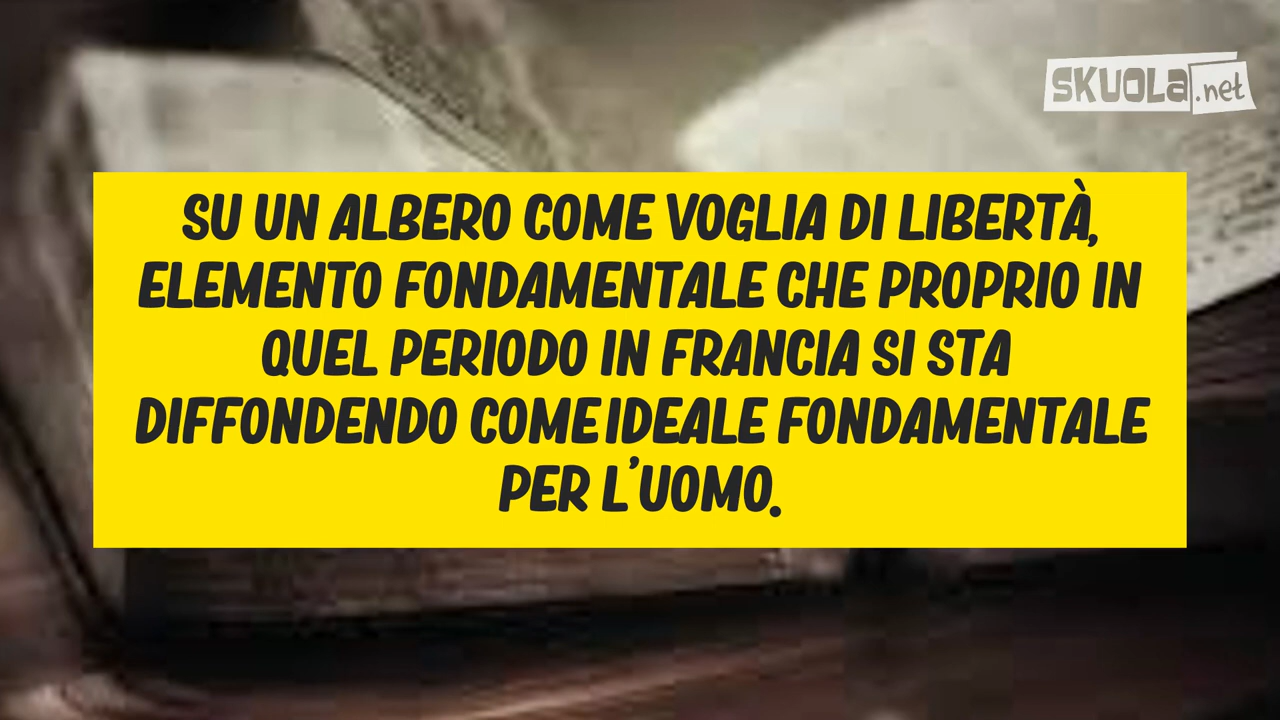 SKUOLA.net
SU UN ALBERO COME VOGLIA DI LIBERTÀ,
ELEMENTO FONDAMENTALE CHE PROPRIO IN
QUEL PERIODO IN FRANCIA SI STA
DIFFONDENDO COME IDEALE FONDAMENTALE
PER L'UOMO.